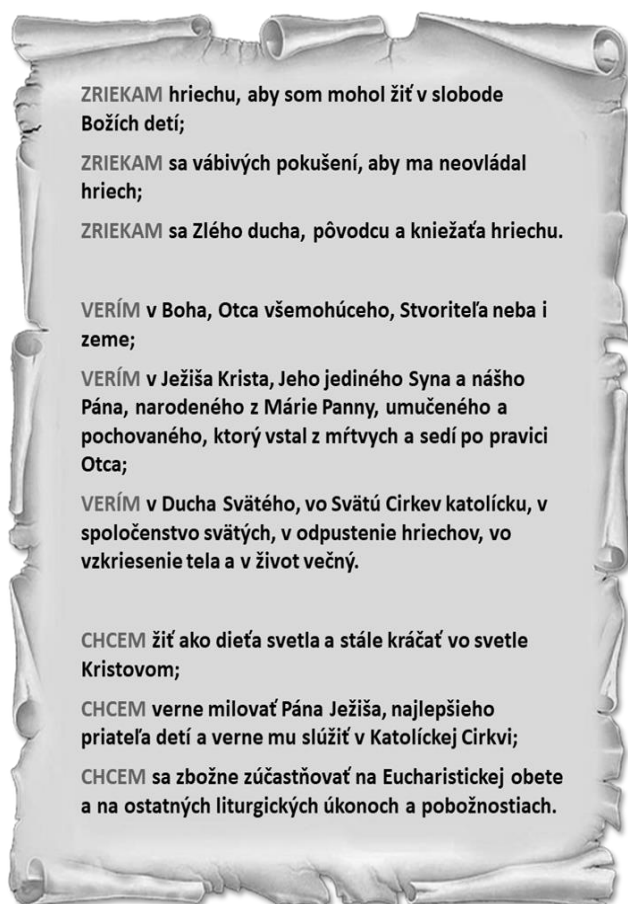 ZRIEKAM hriechu, aby som mohol žiť v slobode
Božích detí;
ZRIEKAM sa vábivých pokušení, aby ma neovládal
hriech;
ZRIEKAM sa Zlého ducha, pôvodcu a kniežaťa hriechu.
VERÍM v Boha, Otca všemohúceho, Stvoriteľa neba i
zeme;
VERÍM v Ježiša Krista, Jeho jediného Syna a nášho
Pána, narodeného z Márie Panny, umučeného a
pochovaného, ktorý vstal z mŕtvych a sedí po pravici
Otca;
VERÍM v Ducha Svätého, vo Svätú Cirkev katolícku, v
spoločenstvo svätých, v odpustenie hriechov, vo
vzkriesenie tela a v život večný.
CHCEM žiť ako dieťa svetla a stále kráčať vo svetle
Kristovom;
CHCEM verne milovať Pána Ježiša, najlepšieho
priateľa detí a verne mu slúžiť v Katolíckej Cirkvi;
CHCEM sa zbožne zúčastňovať na Eucharistickej obete
a na ostatných liturgických úkonoch a pobožnostiach.